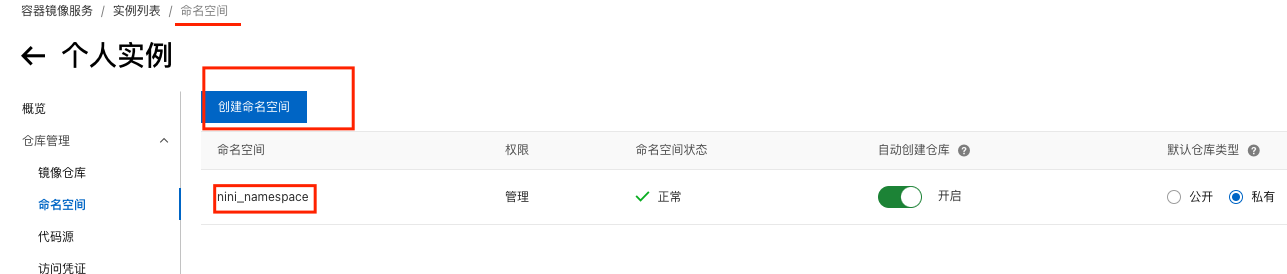 容器镜像服务 / 实例列表 / 命名空间
← 个人实例
概览
仓库管理
镜像仓库
命名空间
代码源
访问凭证
创建命名空间
命名空间 权限 命名空间状态 自动创建仓库 ? 默认仓库类型 ?
nini_namespace 管理 正常 开启 公开 私有